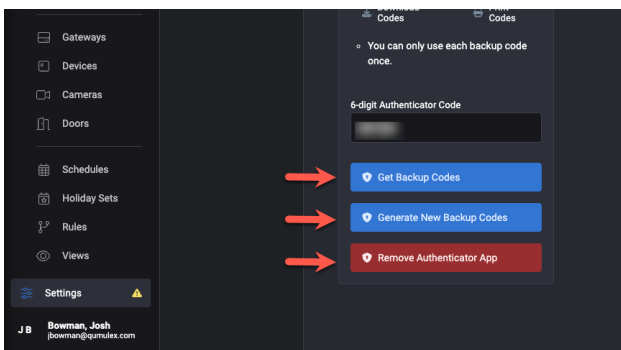 Gateways
Devices
Cameras
Doors
Schedules
Holiday Sets
Rules
Views
Settings
J B
Bowman, Josh
jbowman@qumulex.com
Download Print
Codes Codes
You can only use each backup code
once.
6-digit Authenticator Code
Get Backup Codes
Generate New Backup Codes
Remove Authenticator App